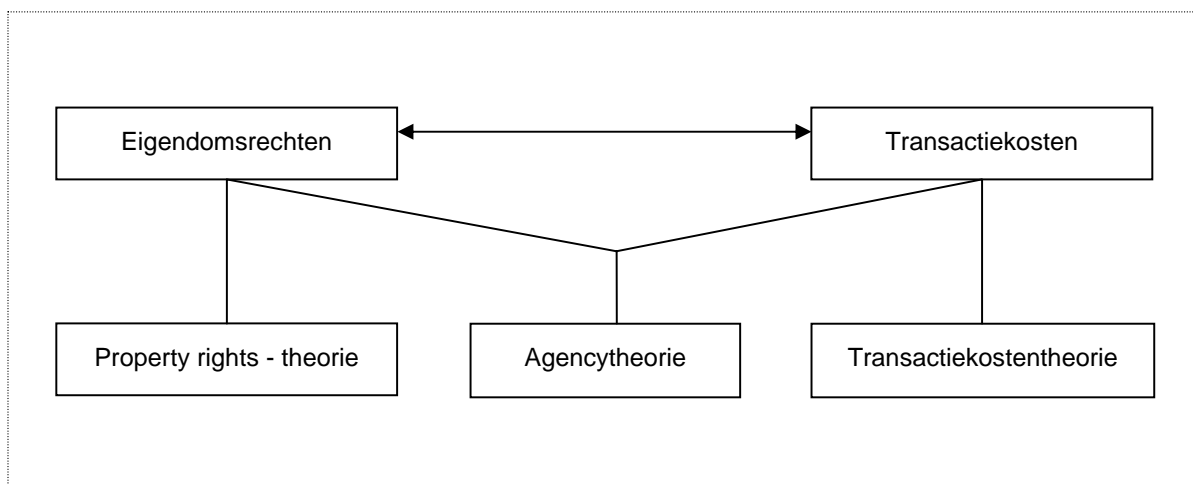 Eigendomsrechten
Transactiekosten
Property rights - theorie
Agencytheorie
Transactiekostentheorie